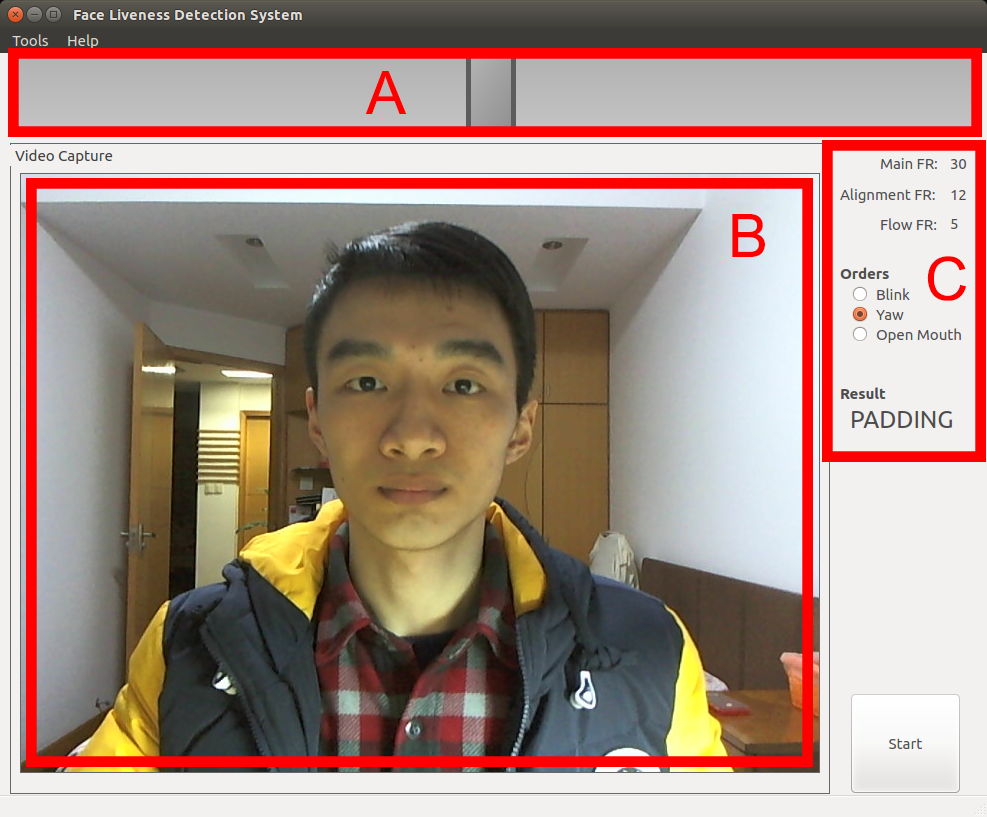 Face Liveness Detection System
Tools Help
A
Video Capture
B
Main FR: 30
Alignment FR: 12
Flow FR: 5
C
Orders
Blink
Yaw
Open Mouth
Result
PADDING
Start